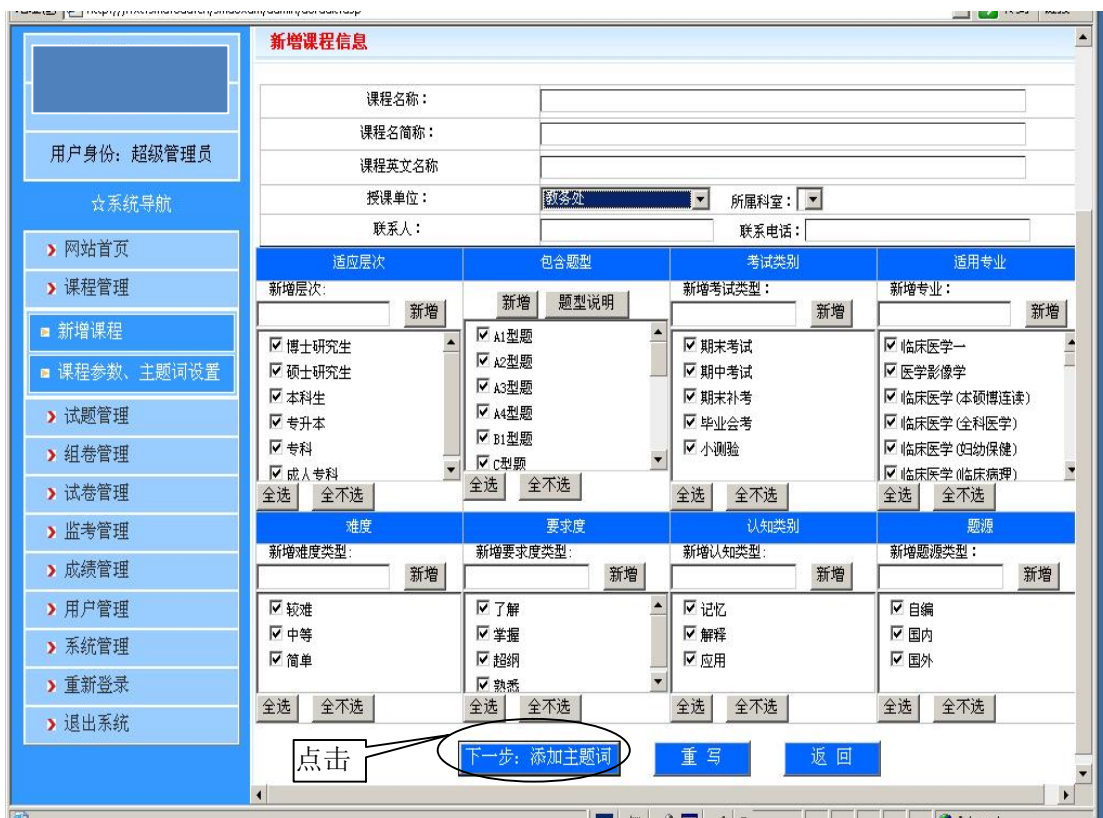 新增课程信息
课程名称：
课程名简称：
课程英文名称
授课单位： 教务处 所属科室：
联系人： 联系电话：
用户身份: 超级管理员
☆系统导航
网站首页
课程管理
新增课程
课程参数、主题词设置
试题管理
组卷管理
试卷管理
监考管理
成绩管理
用户管理
系统管理
重新登录
退出系统
适应层次 包含题型 考试类别 适用专业
新增层次: 新增考试类型： 新增专业：
新增 新增 题型说明 新增 新增
博士研究生 A1型题 期末考试 临床医学一
硕士研究生 A2型题 期中考试 医学影像学
本科生 A3型题 期末补考 临床医学(本硕博连读)
专升本 A4型题 毕业会考 临床医学(全科医学)
专科 B1型题 小测验 临床医学(妇幼保健)
成人专科 C型题 临床医学(临床病理)
全选 全不选 全选 全不选 全选 全不选 全选 全不选
难度 要求度 认知类别 题源
新增难度类型: 新增要求度类型: 新增认知类型: 新增题源类型：
新增 新增 新增 新增
较难 了解 记忆 自编
中等 掌握 解释 国内
简单 超纲 应用 国外
熟悉
全选 全不选 全选 全不选 全选 全不选 全选 全不选
点击 下一步: 添加主题词 重 写 返 回